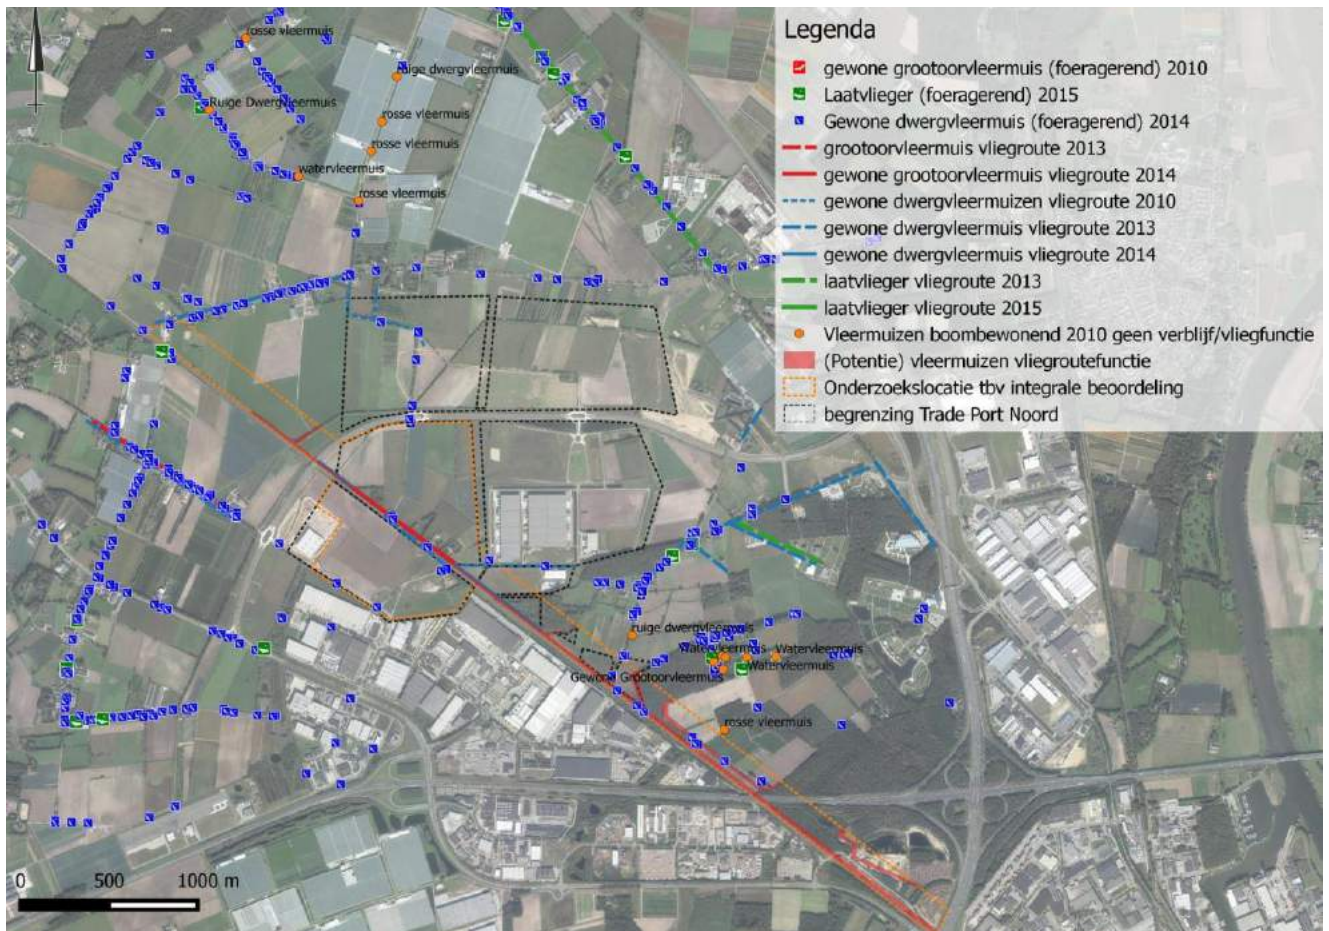 Legenda
gewone grootoorvleermuis (foeragerend) 2010
Laatvlieger (foeragerend) 2015
Gewone dwergvleermuis (foeragerend) 2014
grootoorvleermuis vliegroute 2013
gewone grootoorvleermuis vliegroute 2014
gewone dwergvleermuizen vliegroute 2010
gewone dwergvleermuis vliegroute 2013
gewone dwergvleermuis vliegroute 2014
laatvlieger vliegroute 2013
laatvlieger vliegroute 2015
Vleermuizen boombewonend 2010 geen verblijf/vliegfunctie
(Potentie) vleermuizen vliegroutefunctie
Onderzoekslocatie tbv integrale beoordeling
begrenzing Trade Port Noord
rosse vleermuis
ruige dwergvleermuis
Ruige Dwergvleermuis
rosse vleermuis
rosse vleermuis
watervleermuis
rosse vleermuis
ruige dwergvleermuis
Watervleermuis
Watervleermuis
Watervleermuis
Gewone Grootoorvleermuis
rosse vleermuis
0 500 1000 m